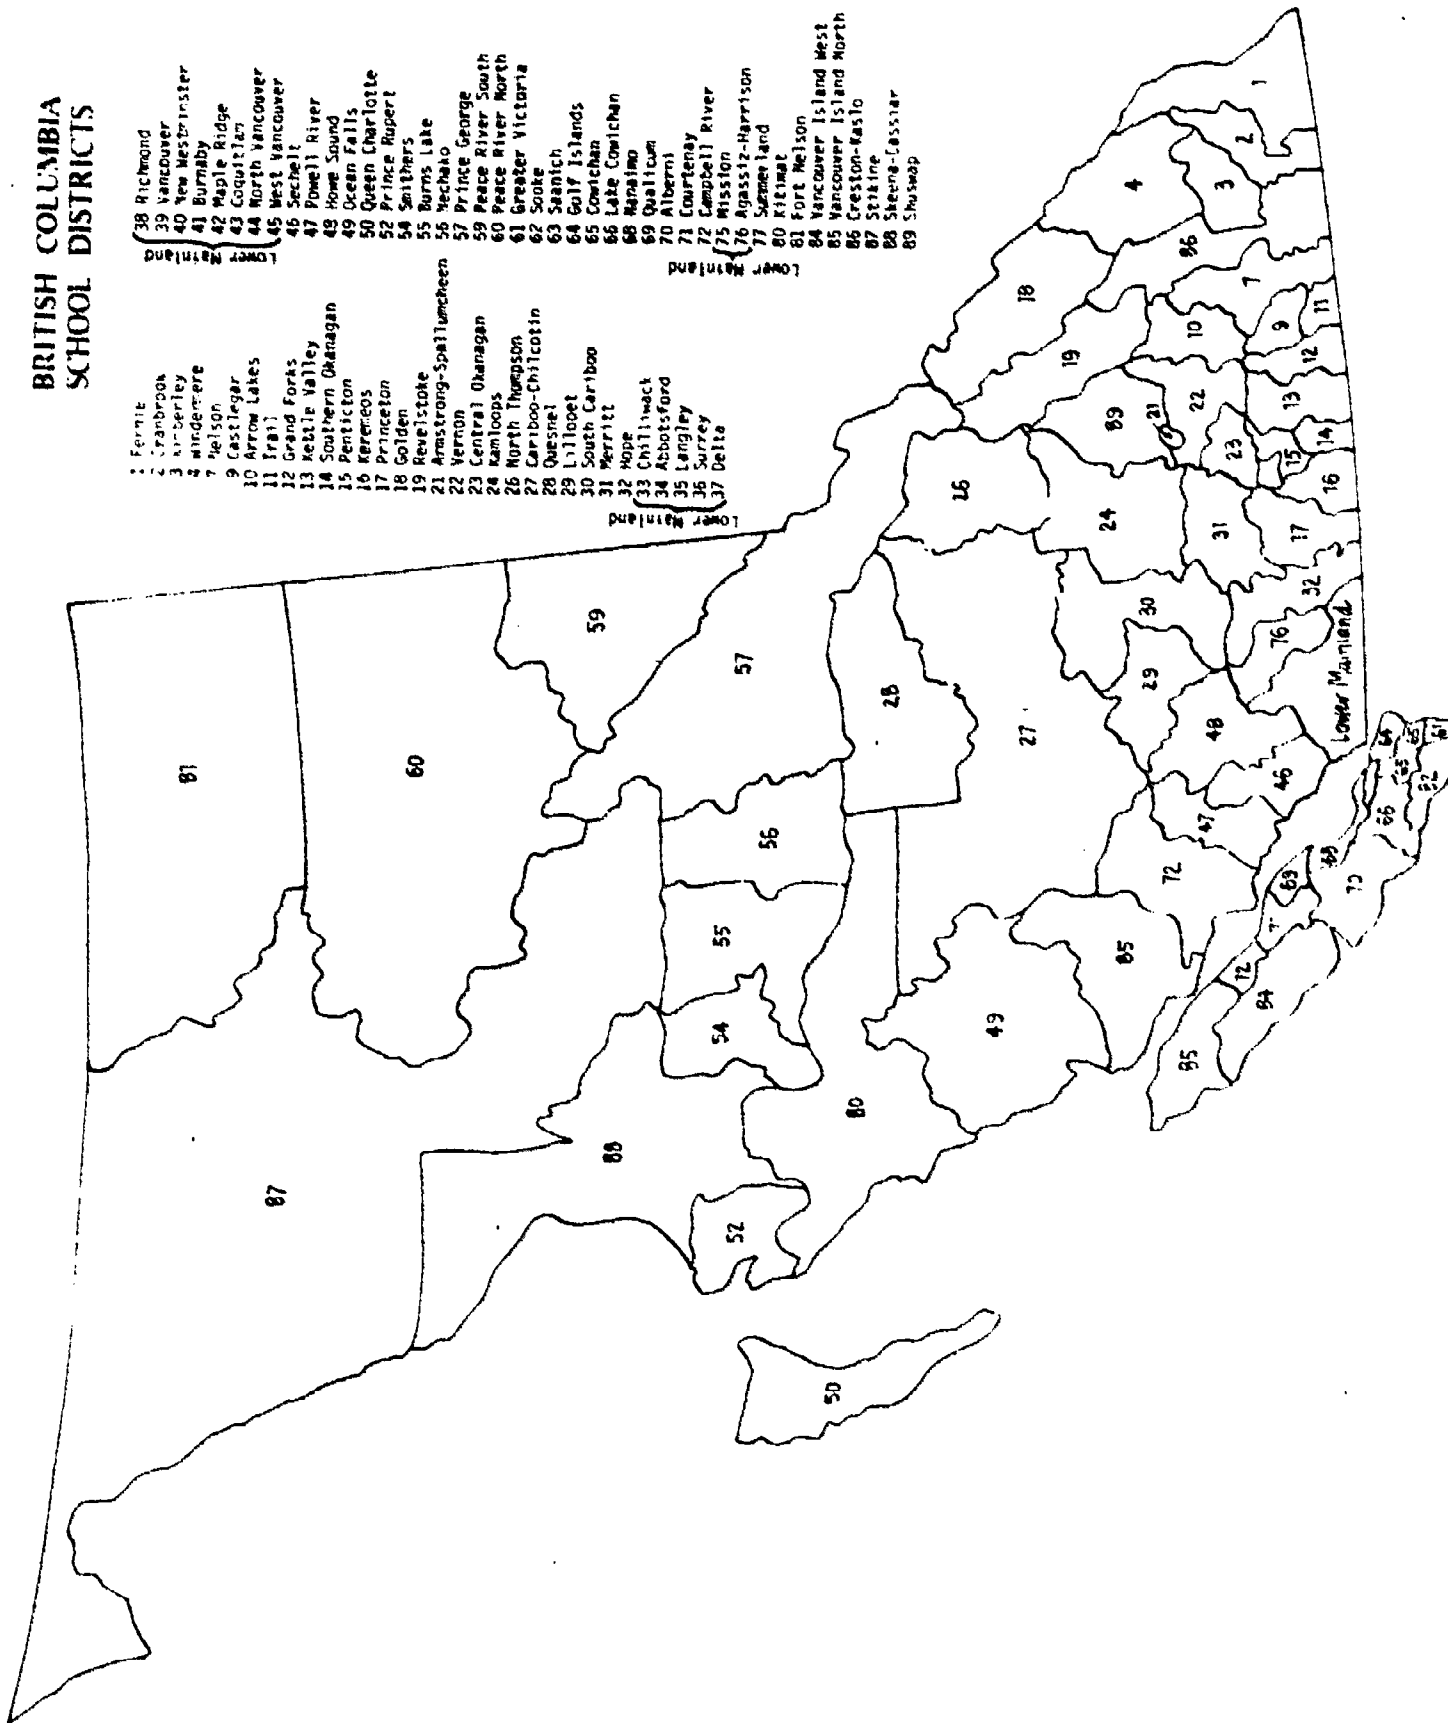 BRITISH COLUMBIA
SCHOOL DISTRICTS
1 Fernie
2 Cranbrook
3 Kimberley
4 Windermere
7 Nelson
9 Castlegar
10 Arrow Lakes
11 Trail
12 Grand Forks
13 Kettle Valley
14 Southern Okanagan
15 Penticton
16 Keremeos
17 Princeton
18 Golden
19 Revelstoke
21 Armstrong-Spallumcheen
22 Vernon
23 Central Okanagan
24 Kamloops
26 North Thompson
27 Cariboo-Chilcotin
28 Quesnel
29 Lillooet
30 South Cariboo
31 Merritt
32 Hope
33 Chilliwack
34 Abbotsford
35 Langley
36 Surrey
37 Delta
Lower Mainland
38 Richmond
39 Vancouver
40 New Westminster
41 Burnaby
42 Maple Ridge
43 Coquitlam
44 North Vancouver
45 West Vancouver
Lower Mainland
46 Sechelt
47 Powell River
48 Howe Sound
49 Ocean Falls
50 Queen Charlotte
52 Prince Rupert
54 Smithers
55 Burns Lake
56 Nechako
57 Prince George
59 Peace River South
60 Peace River North
61 Greater Victoria
62 Sooke
63 Saanich
64 Gulf Islands
65 Cowichan
66 Lake Cowichan
68 Nanaimo
69 Qualicum
70 Alberni
71 Courtenay
72 Campbell River
75 Mission
76 Agassiz-Harrison
Lower Mainland
77 Summerland
80 Kitimat
81 Fort Nelson
84 Vancouver Island West
85 Vancouver Island North
86 Creston-Kaslo
87 Stikine
88 Skeena-Cassiar
89 Shuswap
81
87
60
59
88
57
54
55
56
52
80
28
50
49
27
26
18
4
1
2
3
86
19
89
24
10
7
21
22
30
29
31
23
9
11
12
13
14
15
16
17
32
76
48
46
47
72
85
Lower Mainland
85
72
84
69
68
70
66
64